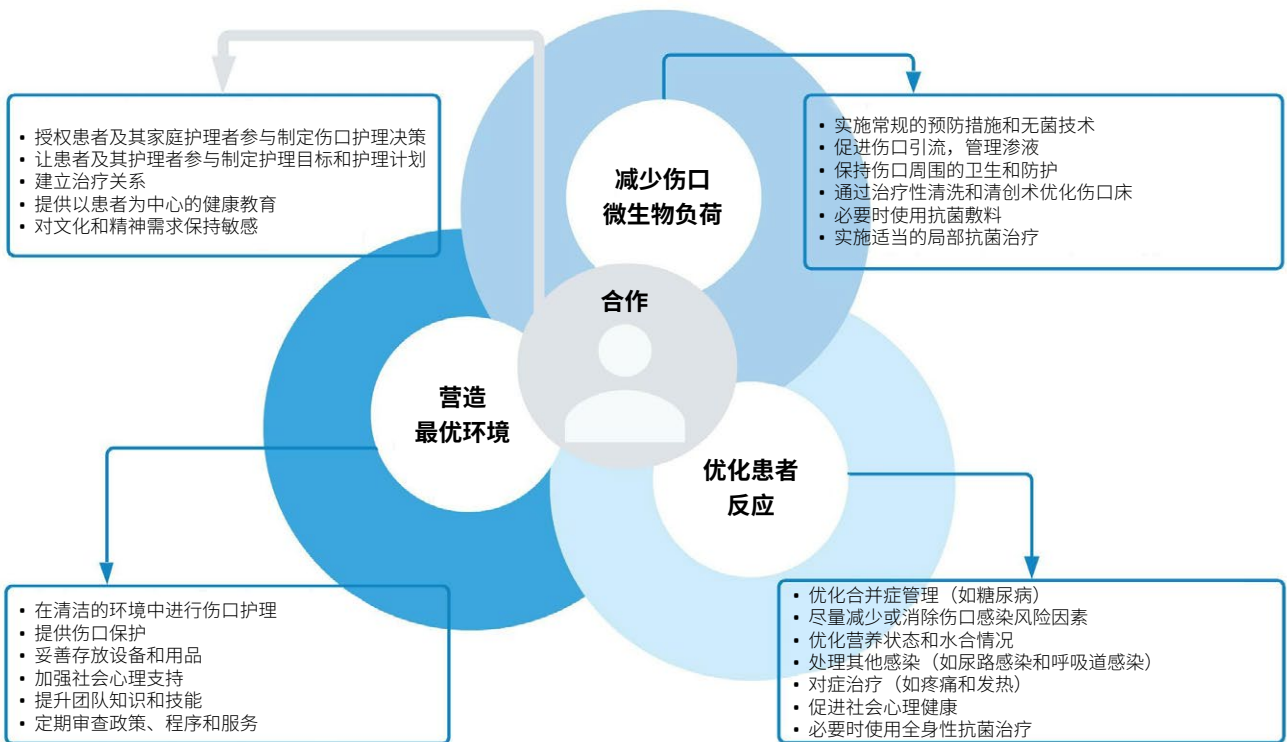 • 授权患者及其家庭护理者参与制定伤口护理决策
• 让患者及其护理者参与制定护理目标和护理计划
• 建立治疗关系
• 提供以患者为中心的健康教育
• 对文化和精神需求保持敏感
减少伤口
微生物负荷
• 实施常规的预防措施和无菌技术
• 促进伤口引流，管理渗液
• 保持伤口周围的卫生和防护
• 通过治疗性清洗和清创术优化伤口床
• 必要时使用抗菌敷料
• 实施适当的局部抗菌治疗
合作
营造
最优环境
优化患者
反应
• 在清洁的环境中进行伤口护理
• 提供伤口保护
• 妥善存放设备和用品
• 加强社会心理支持
• 提升团队知识和技能
• 定期审查政策、程序和服务
• 优化合并症管理（如糖尿病）
• 尽量减少或消除伤口感染风险因素
• 优化营养状态和水合情况
• 处理其他感染（如尿路感染和呼吸道感染）
• 对症治疗（如疼痛和发热）
• 促进社会心理健康
• 必要时使用全身性抗菌治疗